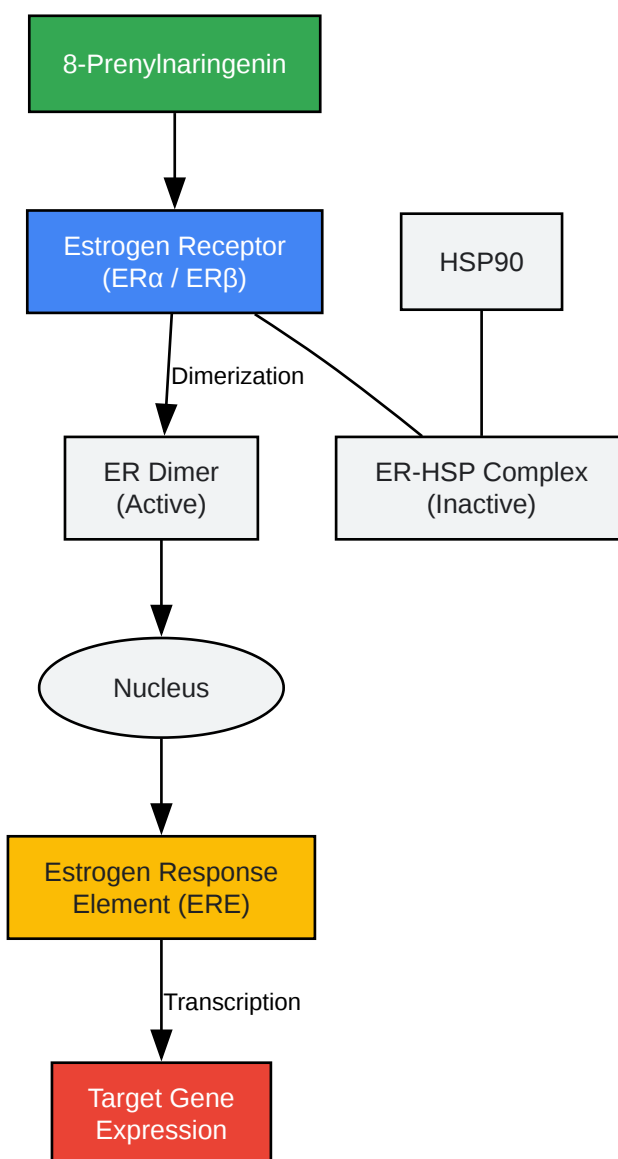 8-Prenylnaringenin
Estrogen Receptor
(ERα / ERβ)
HSP90
Dimerization
ER Dimer
(Active)
ER-HSP Complex
(Inactive)
Nucleus
Estrogen Response
Element (ERE)
Transcription
Target Gene
Expression